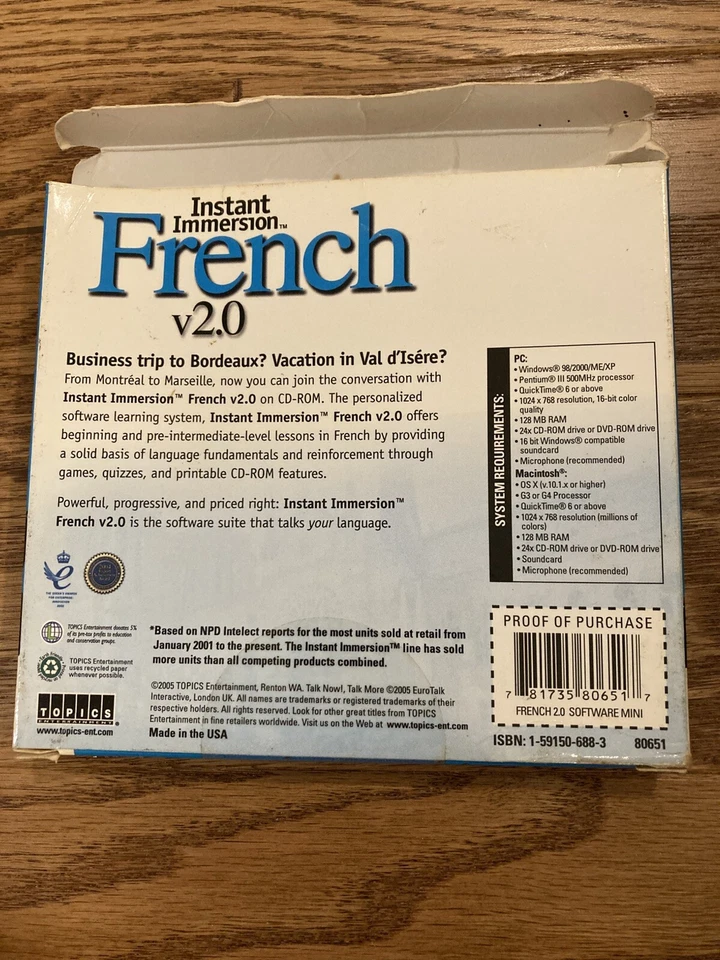 Instant
Immersion™
French
v2.0
Business trip to Bordeaux? Vacation in Val d'Isére?
From Montréal to Marseille, now you can join the conversation with
Instant Immersion™ French v2.0 on CD-ROM. The personalized
software learning system, Instant Immersion™ French v2.0 offers
beginning and pre-intermediate-level lessons in French by providing
a solid basis of language fundamentals and reinforcement through
games, quizzes, and printable CD-ROM features.
Powerful, progressive, and priced right: Instant Immersion™
French v2.0 is the software suite that talks your language.
SYSTEM REQUIREMENTS:
PC:
• Windows® 98/2000/ME/XP
• Pentium® III 500MHz processor
• QuickTime® 6 or above
• 1024 x 768 resolution, 16-bit color
quality
• 128 MB RAM
• 24x CD-ROM drive or DVD-ROM drive
• 16 bit Windows® compatible
soundcard
• Microphone (recommended)
Macintosh®:
• OS X (v.10.1.x or higher)
• G3 or G4 Processor
• QuickTime® 6 or above
• 1024 x 768 resolution (millions of
colors)
• 128 MB RAM
• 24x CD-ROM drive or DVD-ROM drive
• Soundcard
• Microphone (recommended)
TOPICS Entertainment donates 5%
of its pre-tax profits to education
and conservation groups.
TOPICS Entertainment
uses recycled paper
whenever possible.
TOPICS
ENTERTAINMENT
www.topics-ent.com
*Based on NPD Intelect reports for the most units sold at retail from
January 2001 to the present. The Instant Immersion™ line has sold
more units than all competing products combined.
©2005 TOPICS Entertainment, Renton WA. Talk Now!, Talk More ©2005 EuroTalk
Interactive, London UK. All names are trademarks or registered trademarks of their
respective holders. All rights reserved. Look for other great titles from TOPICS
Entertainment in fine retailers worldwide. Visit us on the Web at www.topics-ent.com
Made in the USA
PROOF OF PURCHASE
7 81735 80651 7
FRENCH 2.0 SOFTWARE MINI
ISBN: 1-59150-688-3 80651